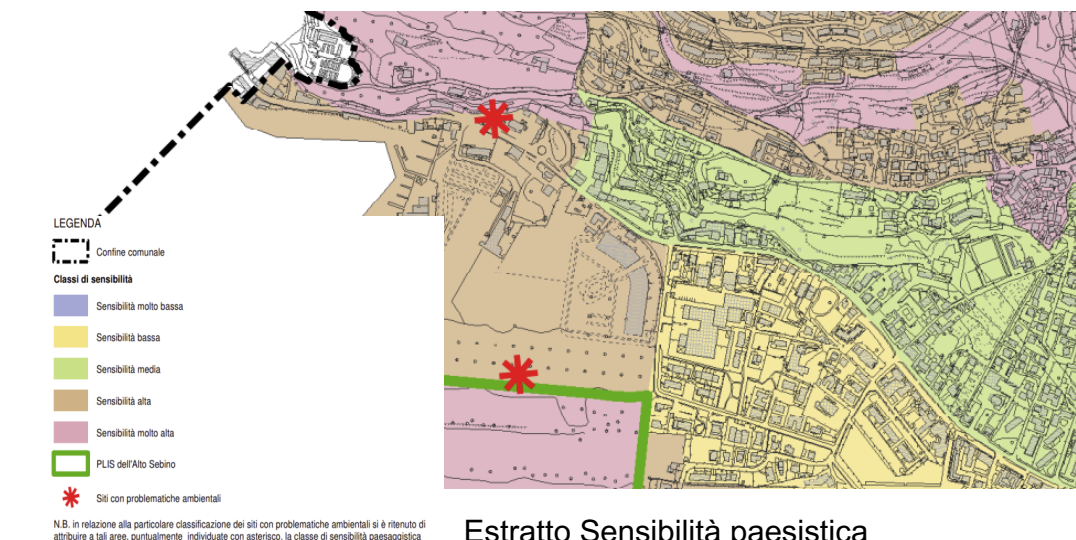 LEGENDA
Confine comunale
Classi di sensibilità
Sensibilità molto bassa
Sensibilità bassa
Sensibilità media
Sensibilità alta
Sensibilità molto alta
PLIS dell'Alto Sebino
Siti con problematiche ambientali
N.B. in relazione alla particolare classificazione dei siti con problematiche ambientali si è ritenuto di
attribuire a tali aree, puntualmente individuate con asterisco, la classe di sensibilità paesaggistica
Estratto Sensibilità paesistica